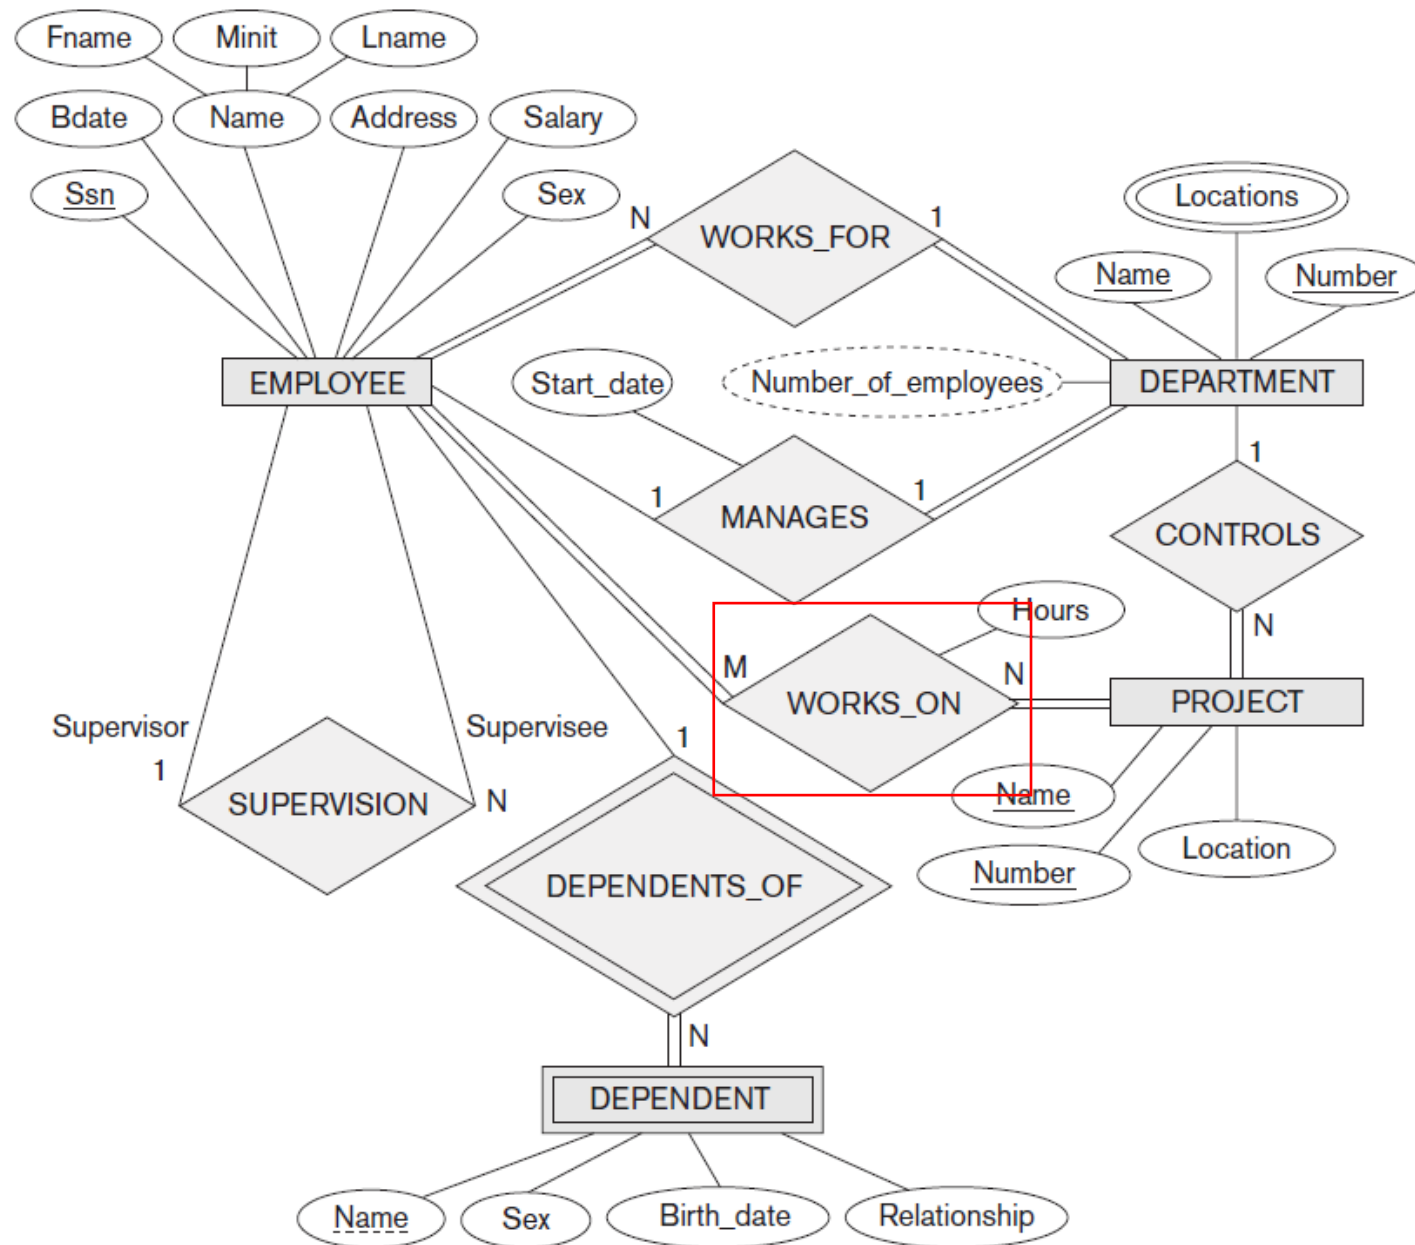 Fname
Minit
Lname
Bdate
Name
Address
Salary
Ssn
Sex
N
WORKS_FOR
1
Locations
Name
Number
EMPLOYEE
Start_date
Number_of_employees
DEPARTMENT
1
MANAGES
1
1
CONTROLS
N
Hours
M
WORKS_ON
N
PROJECT
Supervisor
1
SUPERVISION
Supervisee
N
1
Name
Number
Location
DEPENDENTS_OF
N
DEPENDENT
Name
Sex
Birth_date
Relationship